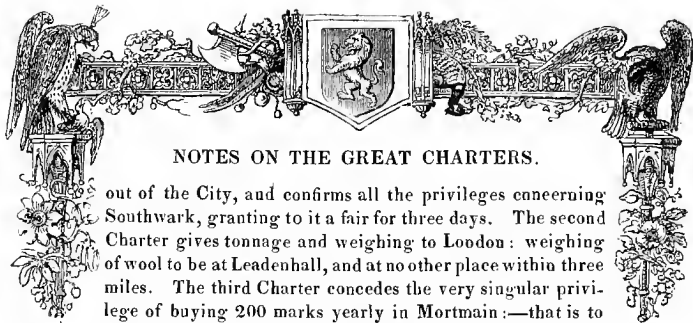 NOTES ON THE GREAT CHARTERS.
out of the City, and confirms all the privileges concerning
Southwark, granting to it a fair for three days. The second
Charter gives tonnage and weighing to London : weighing
of wool to be at Leadenhall, and at no other place within three
miles. The third Charter concedes the very singular privi-
lege of buying 200 marks yearly in Mortmain :—that is to